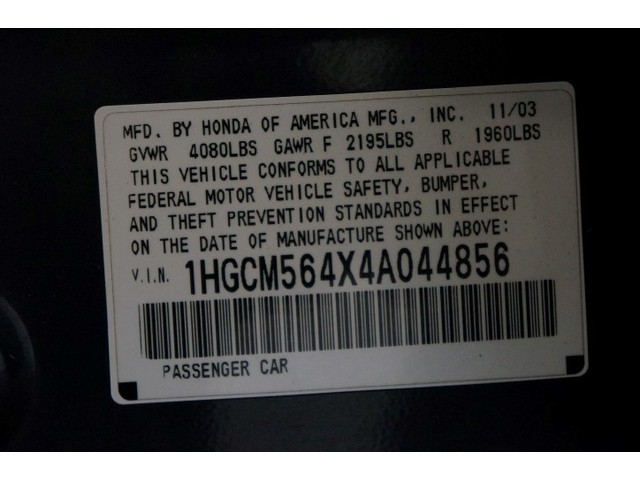 MFD. BY HONDA OF AMERICA MFG., INC. 11/03
GVWR 4080LBS GAWR F 2195LBS R 1960LBS
THIS VEHICLE CONFORMS TO ALL APPLICABLE
FEDERAL MOTOR VEHICLE SAFETY, BUMPER,
AND THEFT PREVENTION STANDARDS IN EFFECT
ON THE DATE OF MANUFACTURE SHOWN ABOVE:
V.I.N. 1HGCM564X4A044856
PASSENGER CAR